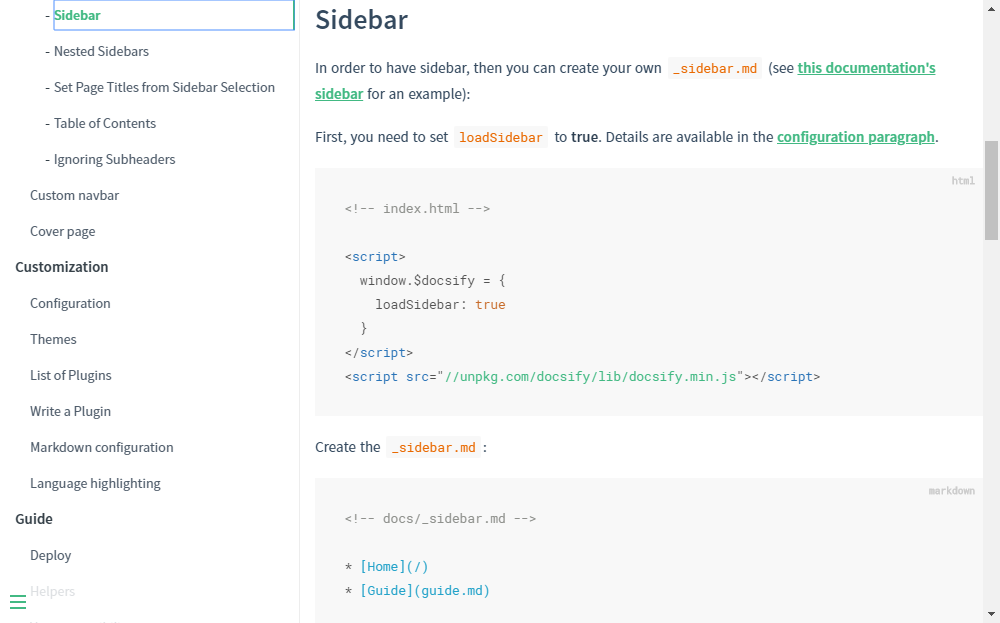 - Sidebar
- Nested Sidebars
- Set Page Titles from Sidebar Selection
- Table of Contents
- Ignoring Subheaders
Custom navbar
Cover page
Customization
Configuration
Themes
List of Plugins
Write a Plugin
Markdown configuration
Language highlighting
Guide
Deploy
Helpers
Sidebar
In order to have sidebar, then you can create your own _sidebar.md (see this documentation's
sidebar for an example):
First, you need to set loadSidebar to true. Details are available in the configuration paragraph.
html
<!-- index.html -->
<script>
window.$docsify = {
loadSidebar: true
}
</script>
<script src="//unpkg.com/docsify/lib/docsify.min.js"></script>
Create the _sidebar.md :
markdown
<!-- docs/_sidebar.md -->
* [Home](/)
* [Guide](guide.md)